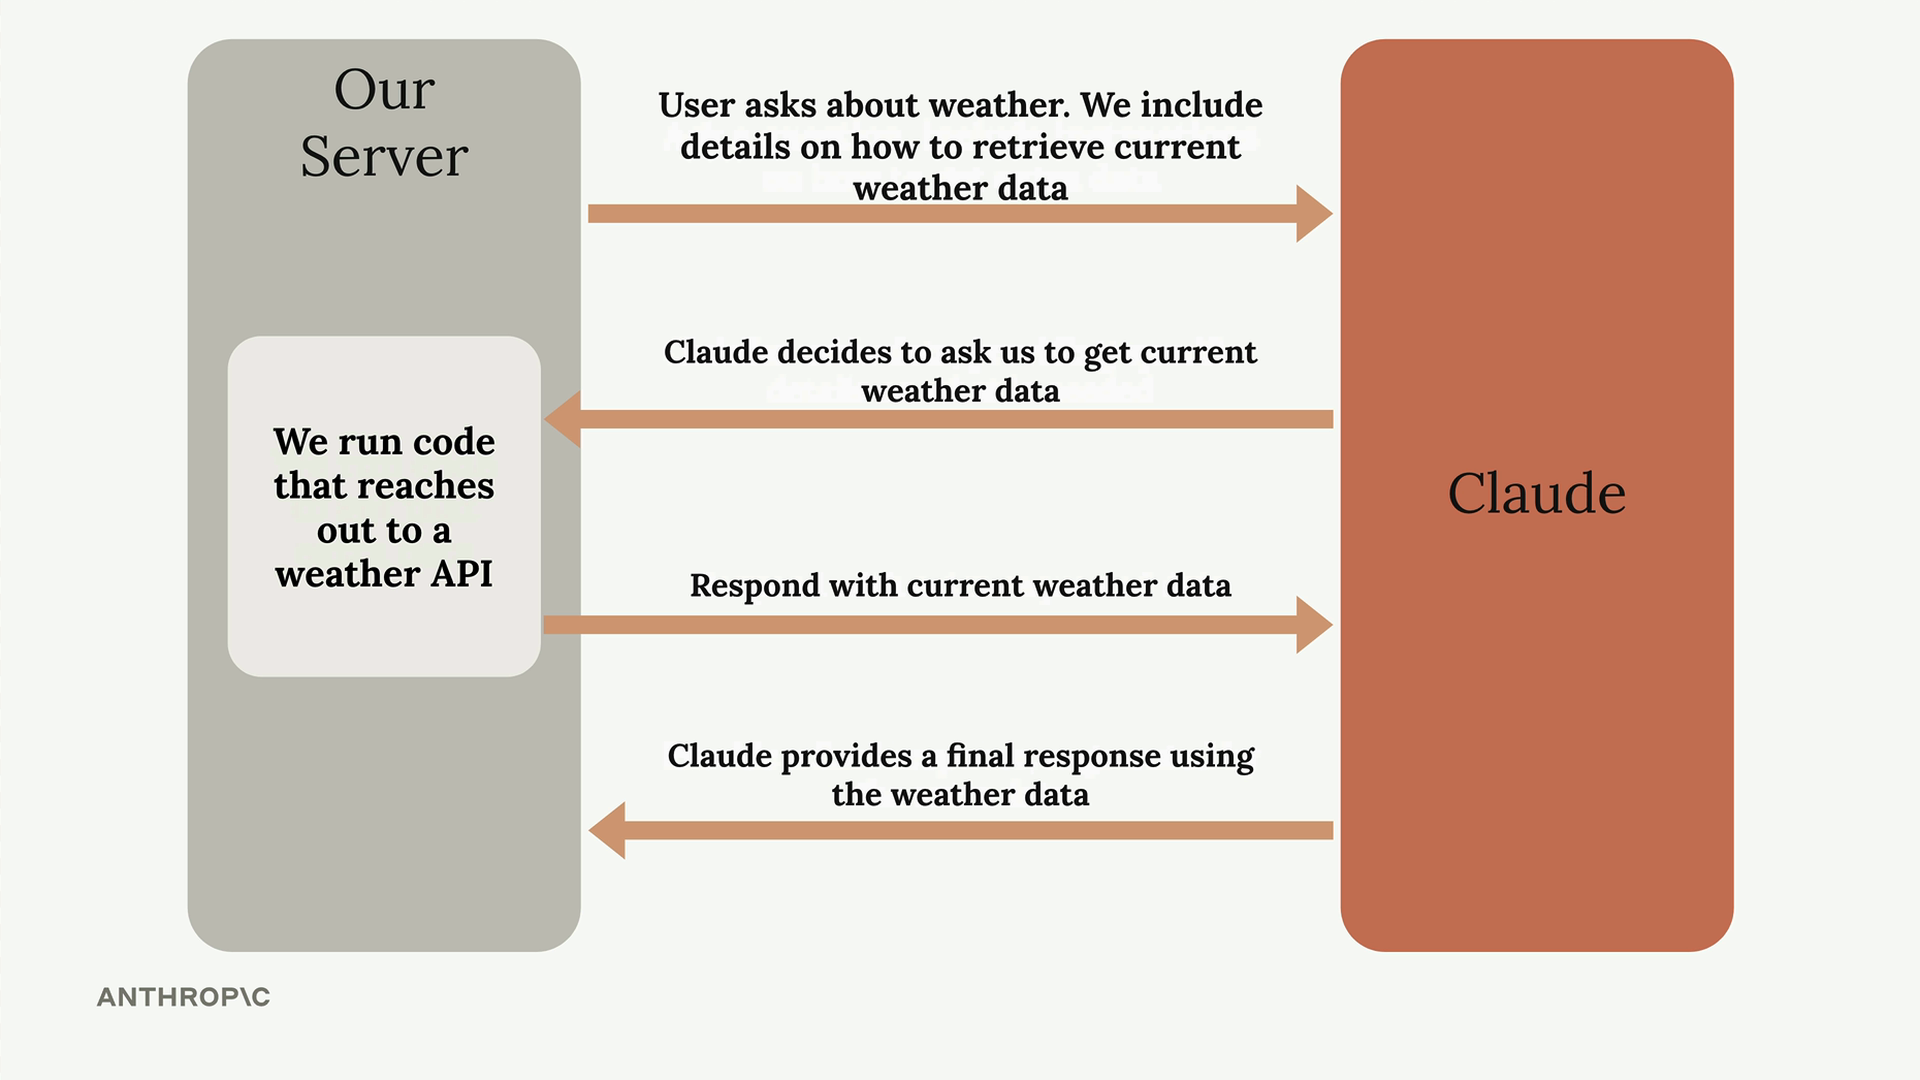 Our
Server
User asks about weather. We include
details on how to retrieve current
weather data
Claude decides to ask us to get current
weather data
We run code
that reaches
out to a
weather API
Claude
Respond with current weather data
Claude provides a final response using
the weather data
ANTHROP\C